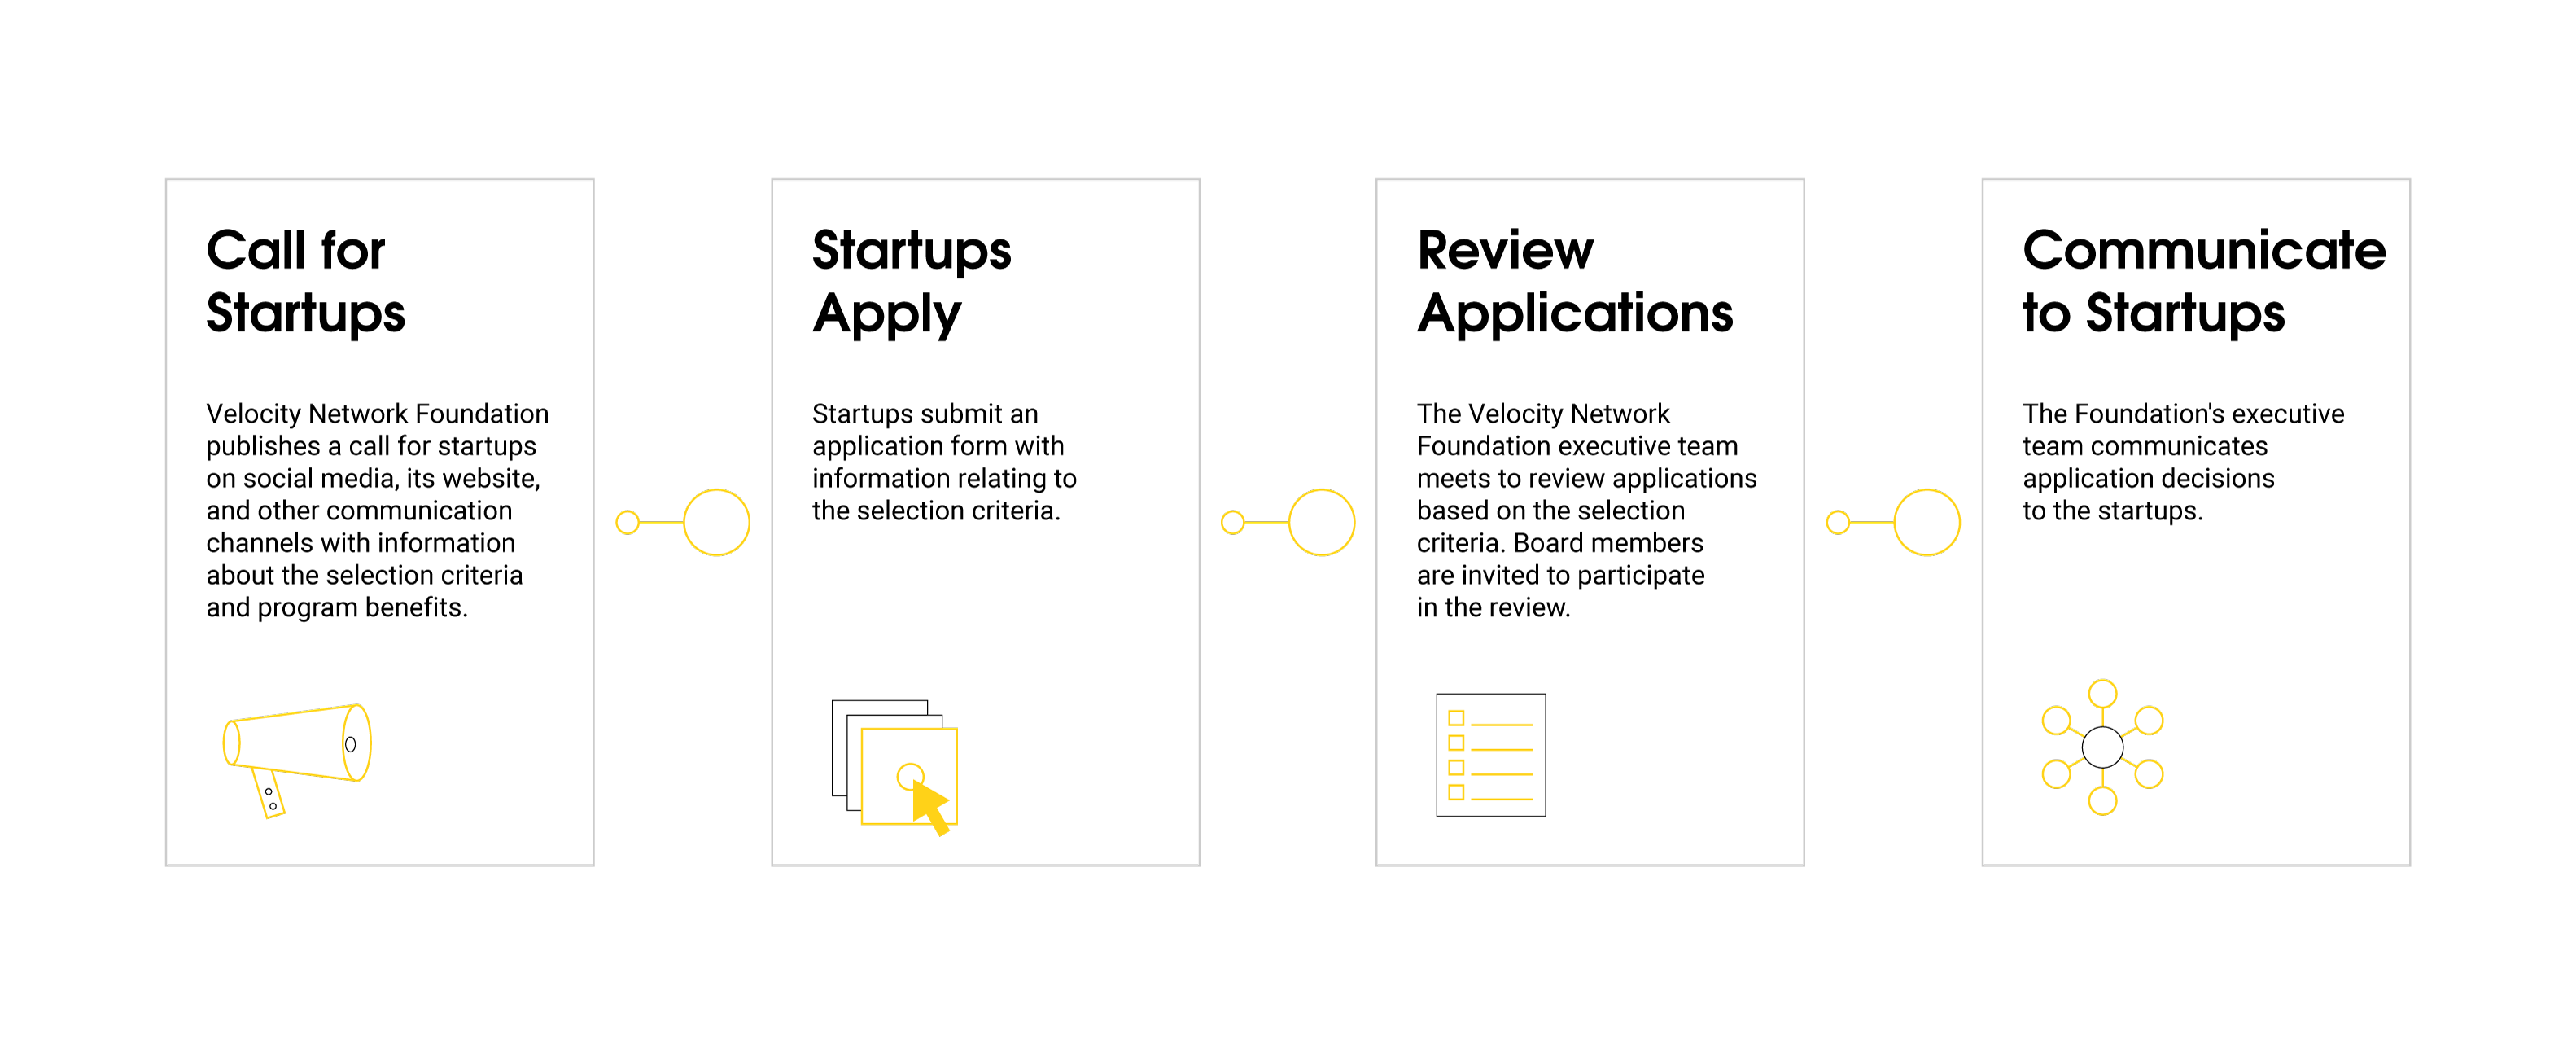 Call for
Startups
Velocity Network Foundation
publishes a call for startups
on social media, its website,
and other communication
channels with information
about the selection criteria
and program benefits.
Startups
Apply
Startups submit an
application form with
information relating to
the selection criteria.
Review
Applications
The Velocity Network
Foundation executive team
meets to review applications
based on the selection
criteria. Board members
are invited to participate
in the review.
Communicate
to Startups
The Foundation's executive
team communicates
application decisions
to the startups.